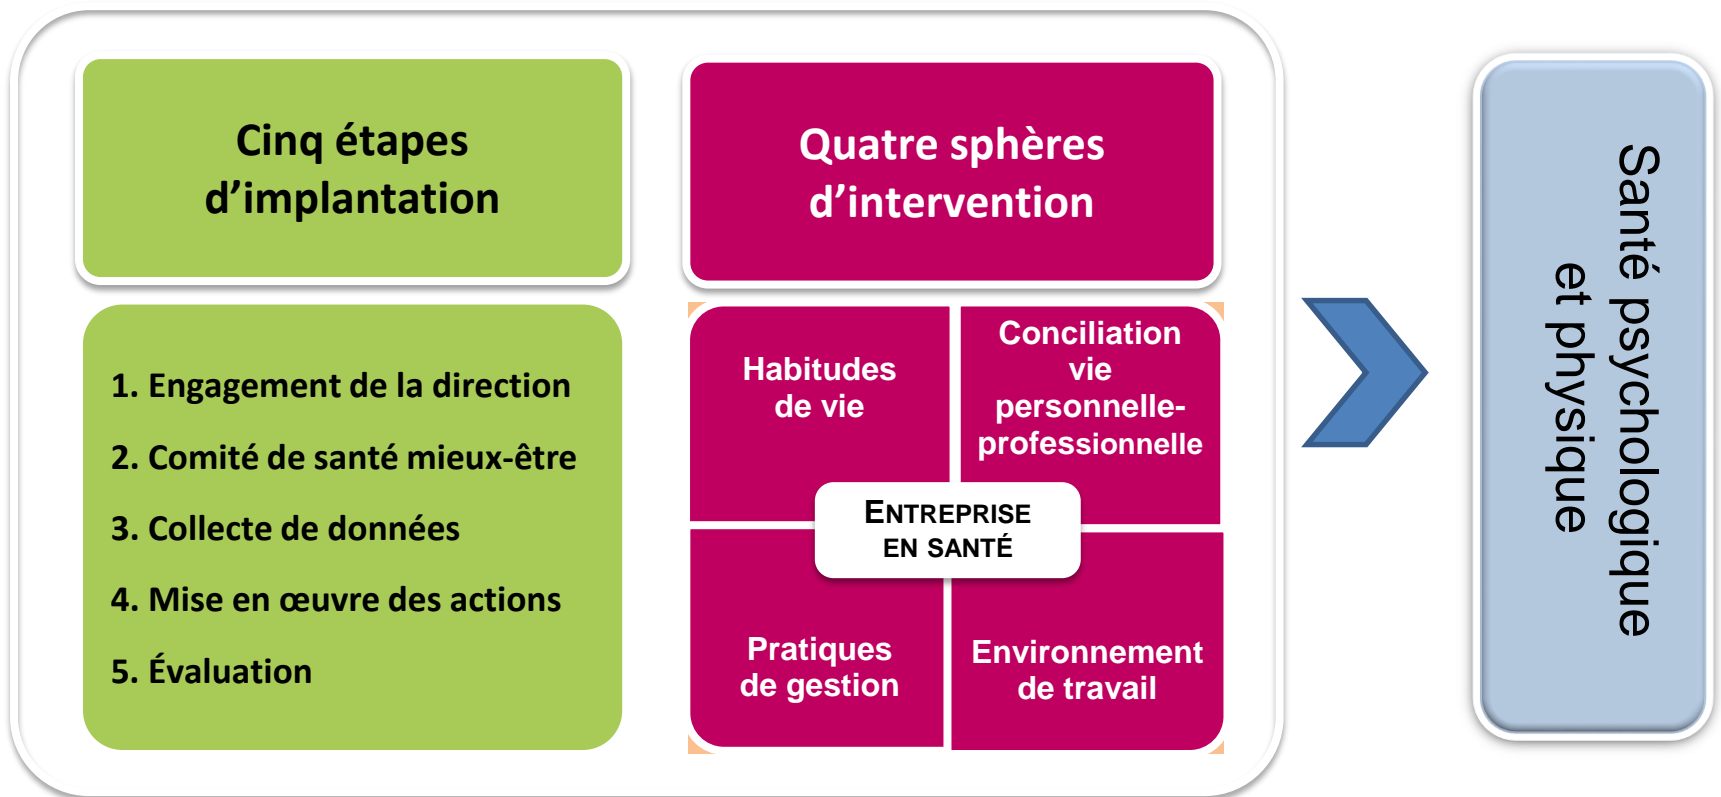 Cinq étapes
d’implantation
1. Engagement de la direction
2. Comité de santé mieux-être
3. Collecte de données
4. Mise en œuvre des actions
5. Évaluation
Quatre sphères
d’intervention
Habitudes
de vie
Conciliation
vie
personnelle-
professionnelle
ENTREPRISE
EN SANTÉ
Pratiques
de gestion
Environnement
de travail
Santé psychologique
et physique